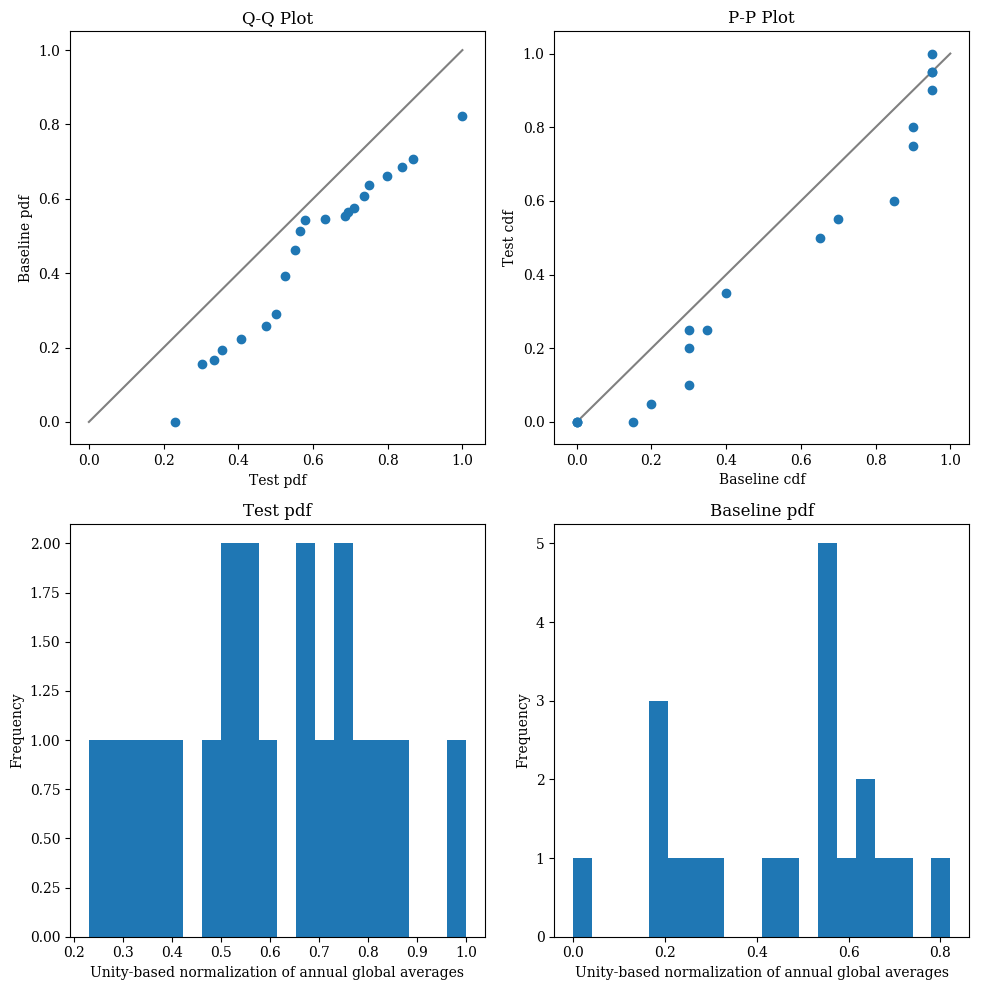 Q-Q Plot
1.0
0.8
0.6
0.4
0.2
0.0
Baseline pdf
0.0 0.2 0.4 0.6 0.8 1.0
Test pdf
P-P Plot
1.0
0.8
0.6
0.4
0.2
0.0
Test cdf
0.0 0.2 0.4 0.6 0.8 1.0
Baseline cdf
Test pdf
2.00
1.75
1.50
1.25
1.00
0.75
0.50
0.25
0.00
Frequency
0.2 0.3 0.4 0.5 0.6 0.7 0.8 0.9 1.0
Unity-based normalization of annual global averages
Baseline pdf
5
4
3
2
1
0
Frequency
0.0 0.2 0.4 0.6 0.8
Unity-based normalization of annual global averages